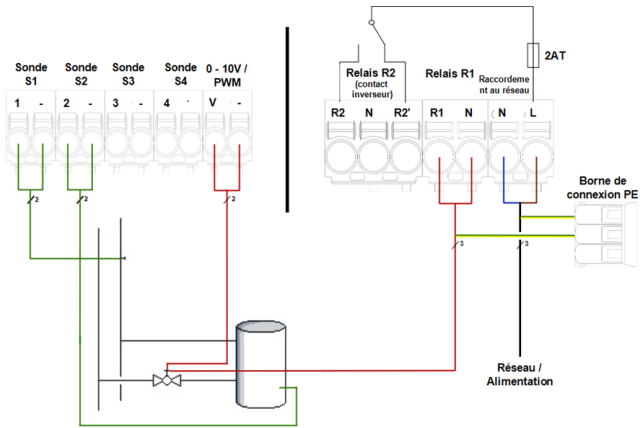 Sonde
S1
Sonde
S2
Sonde
S3
Sonde
S4
0 - 10V /
PWM
1 - 2 - 3 - 4 - V -
2
2
2
2AT
Relais R2
(contact
inverseur)
Relais R1
Raccordeme
nt au réseau
R2 N R2' R1 N N L
Borne de
connexion PE
3
3
Réseau /
Alimentation